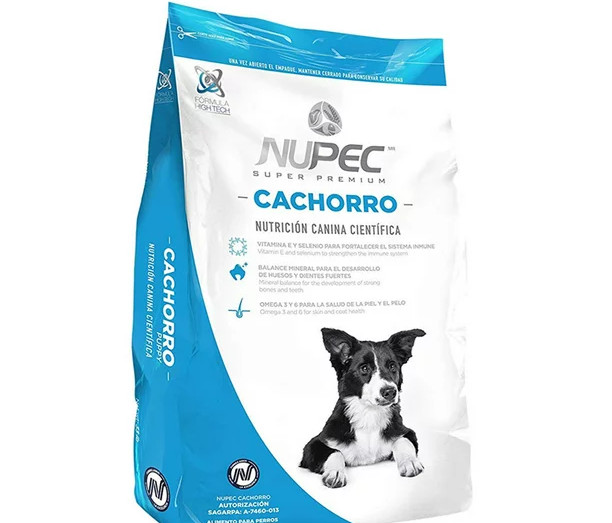 UNA VEZ ABIERTO EL EMPAQUE, MANTENER CERRADO PARA CONSERVAR SU CALIDAD
FÓRMULA
HIGH TECH
NUPEC
SUPER PREMIUM
- CACHORRO -
NUTRICIÓN CANINA CIENTÍFICA
VITAMINA E Y SELENIO PARA FORTALECER EL SISTEMA INMUNE
Vitamin E and selenium to strengthen the immune system
BALANCE MINERAL PARA EL DESARROLLO
DE HUESOS Y DIENTES FUERTES
Mineral balance for the development of strong
bones and teeth
OMEGA 3 Y 6 PARA LA SALUD DE LA PIEL Y EL PELO
Omega 3 and 6 for skin and coat health
CACHORRO
PUPPY
NUTRICIÓN CANINA CIENTÍFICA
N
NUPEC CACHORRO
AUTORIZACIÓN
SAGARPA: A-7460-013
ALIMENTO PARA PERROS